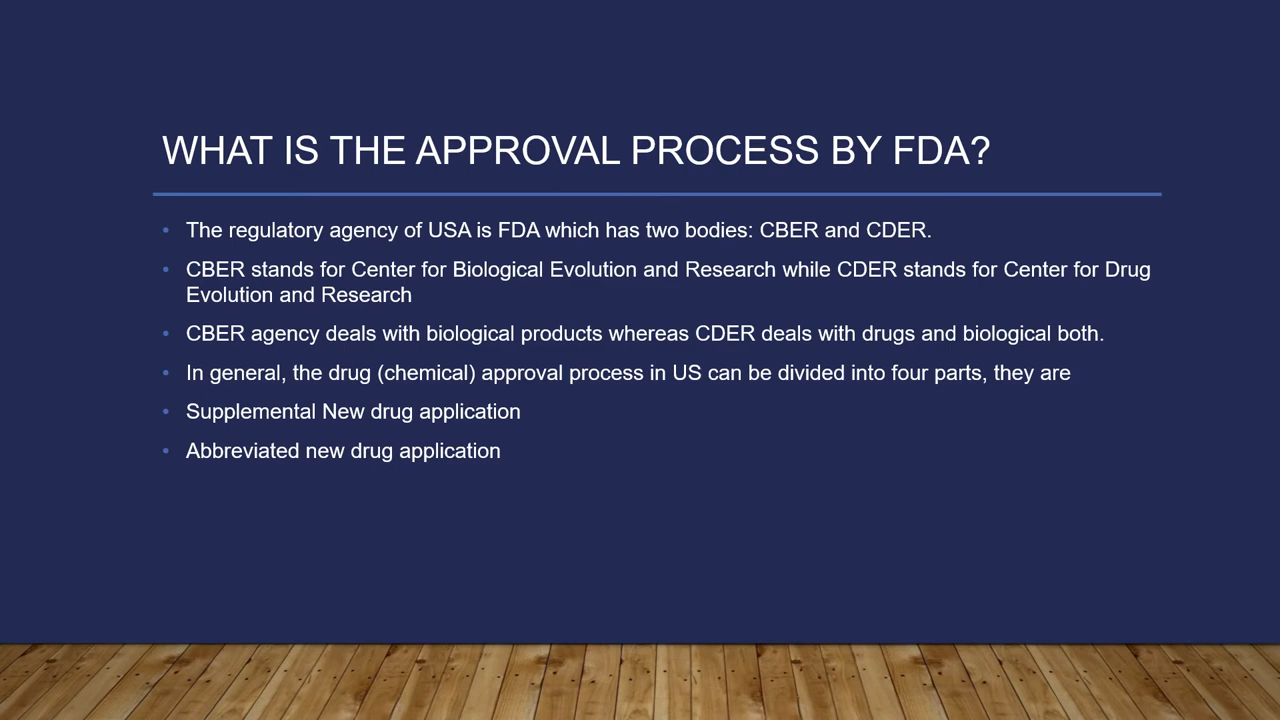 WHAT IS THE APPROVAL PROCESS BY FDA?
• The regulatory agency of USA is FDA which has two bodies: CBER and CDER.
• CBER stands for Center for Biological Evolution and Research while CDER stands for Center for Drug
Evolution and Research
• CBER agency deals with biological products whereas CDER deals with drugs and biological both.
• In general, the drug (chemical) approval process in US can be divided into four parts, they are
• Supplemental New drug application
• Abbreviated new drug application